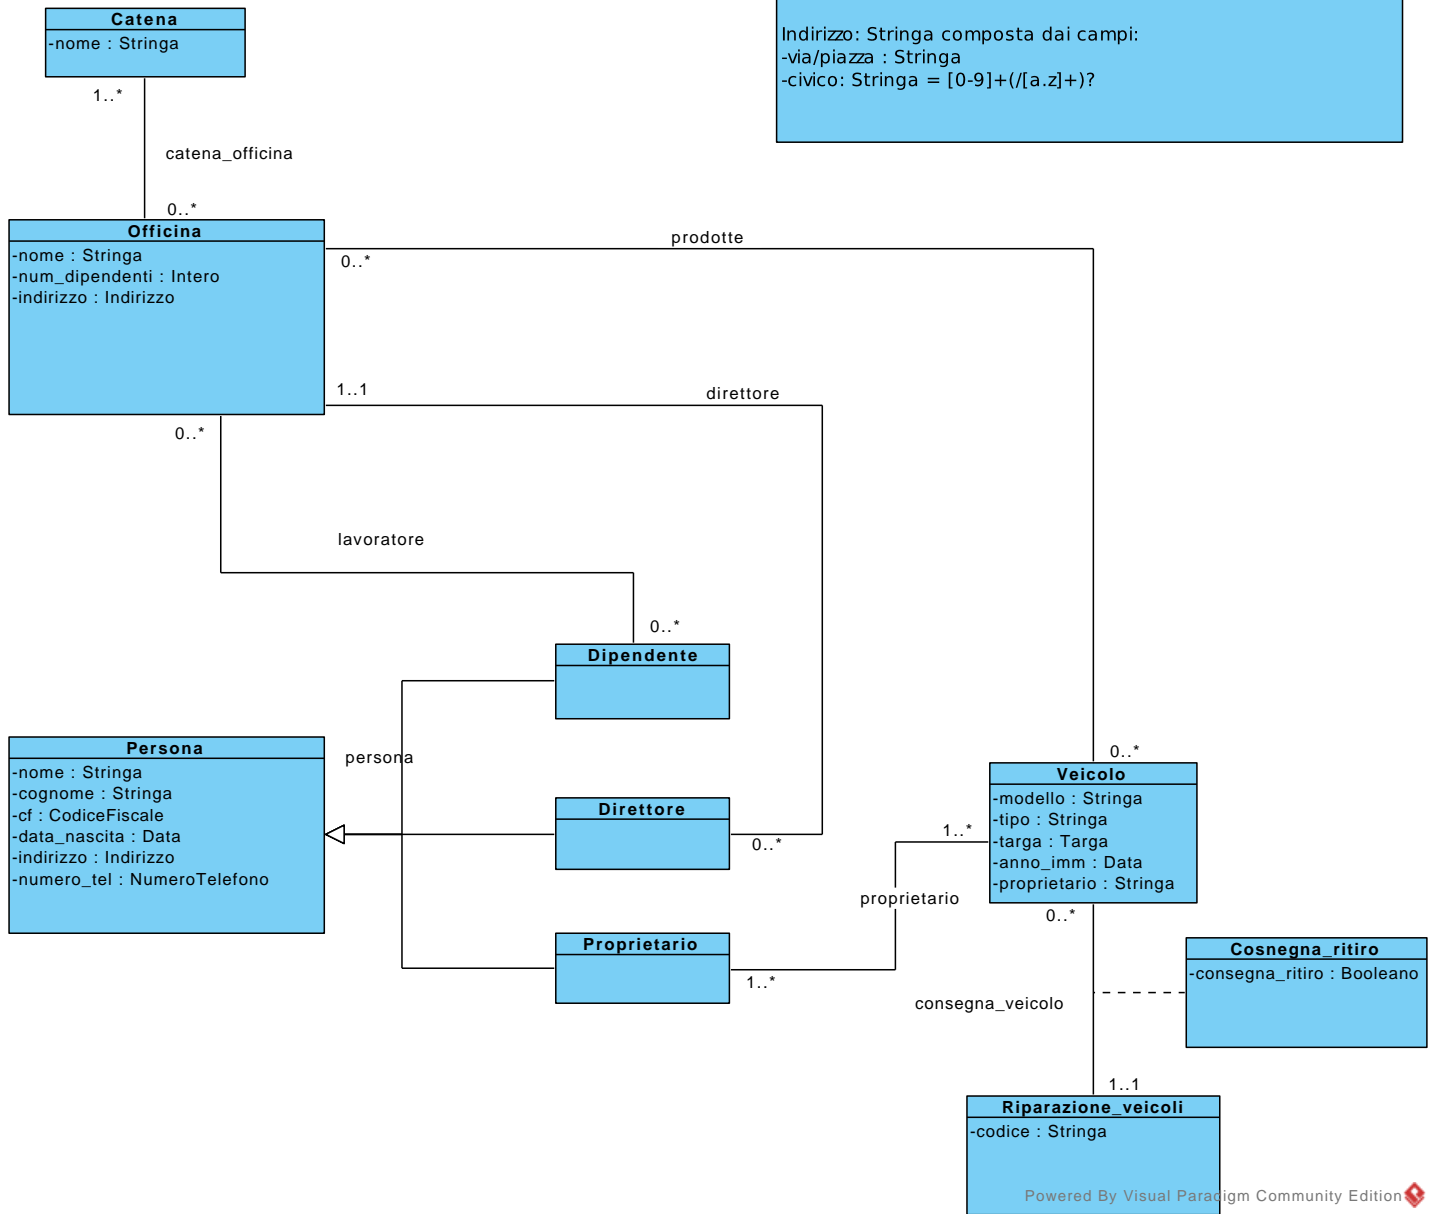 Catena
-nome : Stringa
1..*
catena_officina
0..*
Indirizzo: Stringa composta dai campi:
-via/piazza : Stringa
-civico: Stringa = [0-9]+(/[a.z]+)?
Officina
-nome : Stringa
-num_dipendenti : Intero
-indirizzo : Indirizzo
0..*
prodotte
1..1
direttore
0..*
lavoratore
0..*
Dipendente
persona
Persona
-nome : Stringa
-cognome : Stringa
-cf : CodiceFiscale
-data_nascita : Data
-indirizzo : Indirizzo
-numero_tel : NumeroTelefono
Direttore
0..*
Proprietario
1..*
proprietario
1..*
0..*
Veicolo
-modello : Stringa
-tipo : Stringa
-targa : Targa
-anno_imm : Data
-proprietario : Stringa
0..*
consegna_veicolo
Cosnegna_ritiro
-consegna_ritiro : Booleano
1..1
Riparazione_veicoli
-codice : Stringa
Powered By Visual Paradigm Community Edition